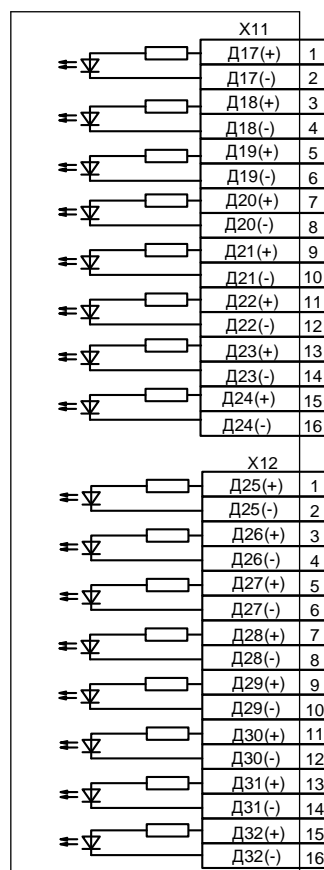 X11
Д17(+) 1
Д17(-) 2
Д18(+) 3
Д18(-) 4
Д19(+) 5
Д19(-) 6
Д20(+) 7
Д20(-) 8
Д21(+) 9
Д21(-) 10
Д22(+) 11
Д22(-) 12
Д23(+) 13
Д23(-) 14
Д24(+) 15
Д24(-) 16
X12
Д25(+) 1
Д25(-) 2
Д26(+) 3
Д26(-) 4
Д27(+) 5
Д27(-) 6
Д28(+) 7
Д28(-) 8
Д29(+) 9
Д29(-) 10
Д30(+) 11
Д30(-) 12
Д31(+) 13
Д31(-) 14
Д32(+) 15
Д32(-) 16